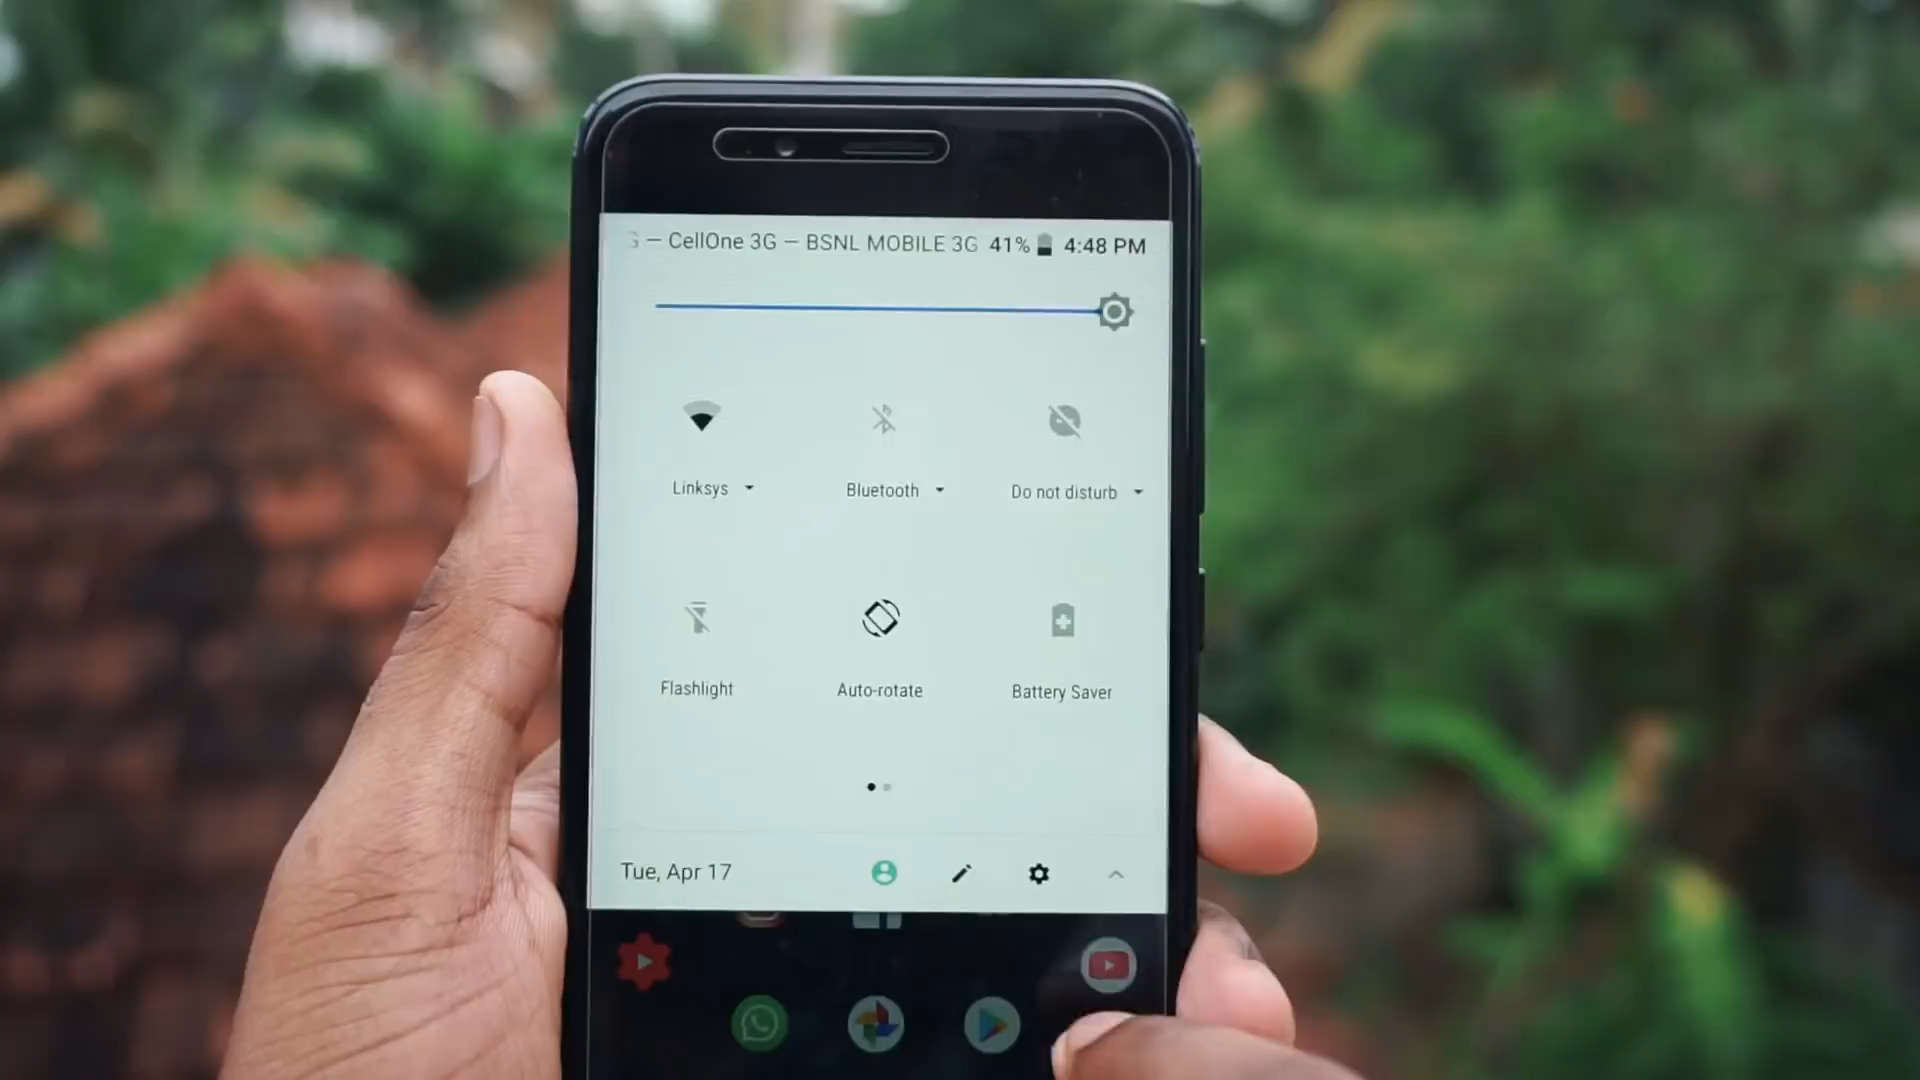 — CellOne 3G — BSNL MOBILE 3G 41% 4:48 PM
Linksys Bluetooth Do not disturb
Flashlight Auto-rotate Battery Saver
Tue, Apr 17